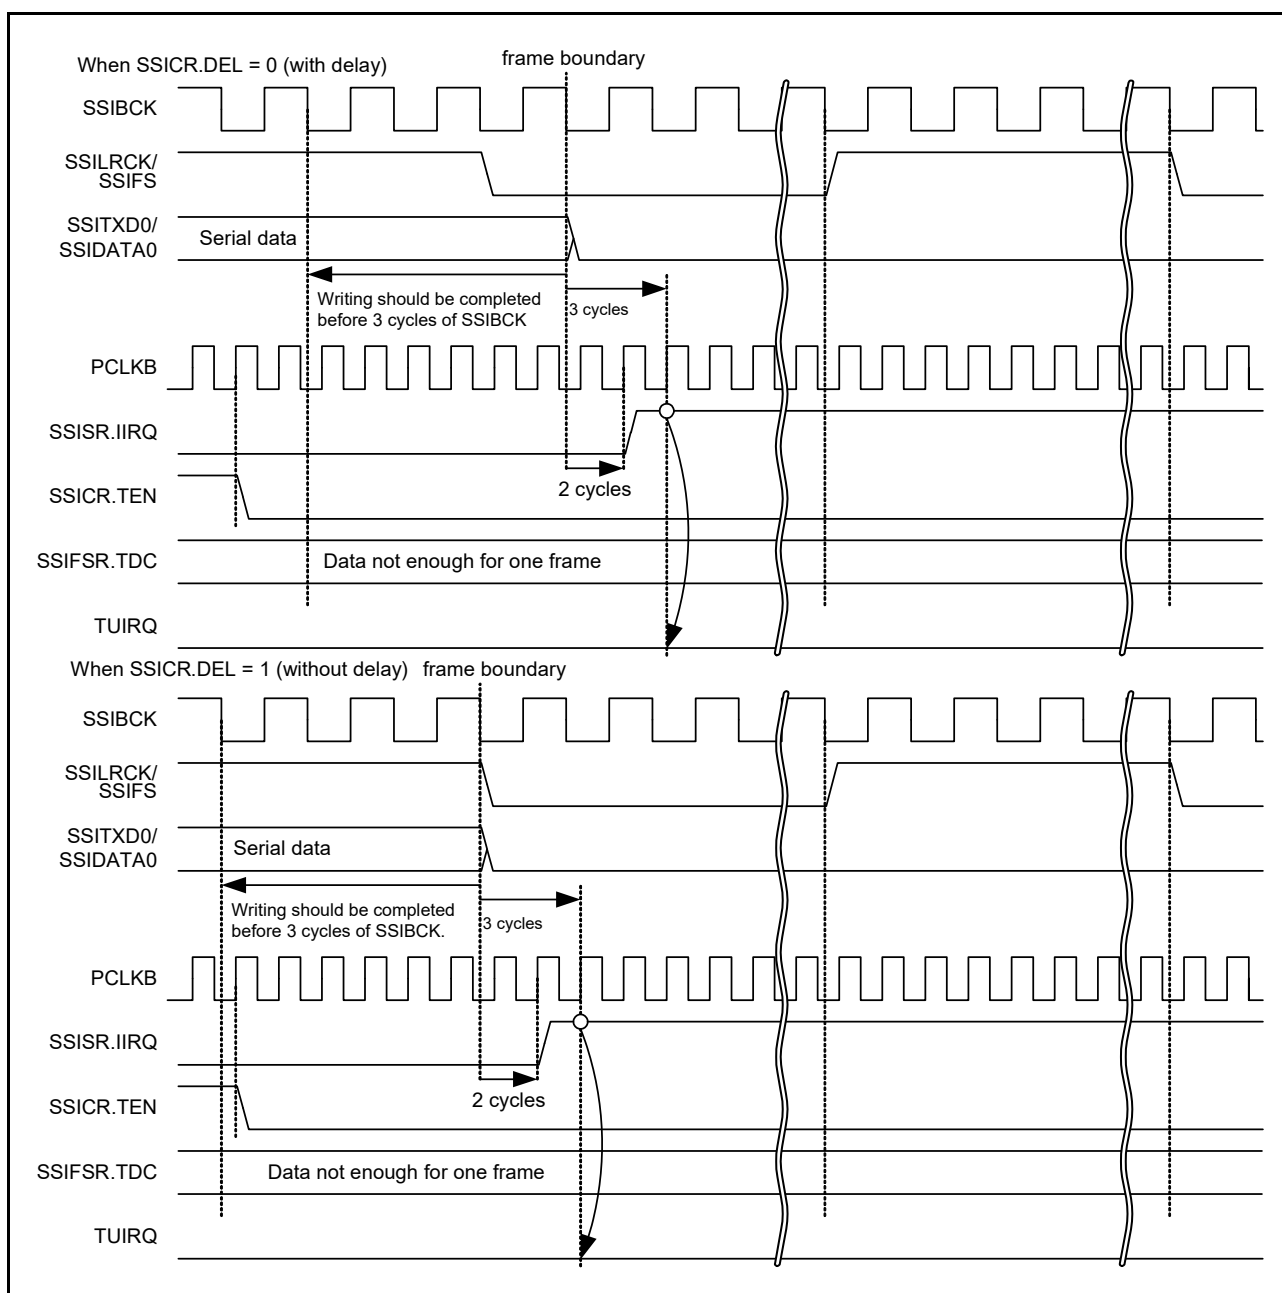 When SSICR.DEL = 0 (with delay)
frame boundary
SSIBCK
SSILRCK/
SSIFS
SSITXD0/
SSIDATA0
Serial data
Writing should be completed
before 3 cycles of SSIBCK
3 cycles
PCLKB
SSISR.IIRQ
2 cycles
SSICR.TEN
SSIFSR.TDC
Data not enough for one frame
TUIRQ
When SSICR.DEL = 1 (without delay)
frame boundary
SSIBCK
SSILRCK/
SSIFS
SSITXD0/
SSIDATA0
Serial data
Writing should be completed
before 3 cycles of SSIBCK.
3 cycles
PCLKB
SSISR.IIRQ
2 cycles
SSICR.TEN
SSIFSR.TDC
Data not enough for one frame
TUIRQ